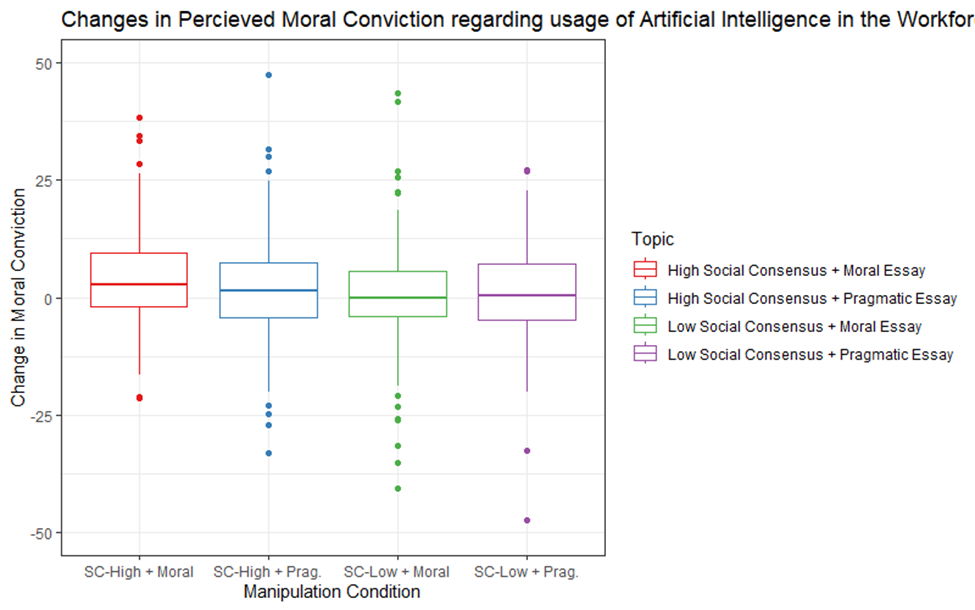 Changes in Percieved Moral Conviction regarding usage of Artificial Intelligence in the Workfor
50
25
0
-25
-50
Change in Moral Conviction
SC-High + Moral
SC-High + Prag.
SC-Low + Moral
SC-Low + Prag.
Manipulation Condition
Topic
High Social Consensus + Moral Essay
High Social Consensus + Pragmatic Essay
Low Social Consensus + Moral Essay
Low Social Consensus + Pragmatic Essay